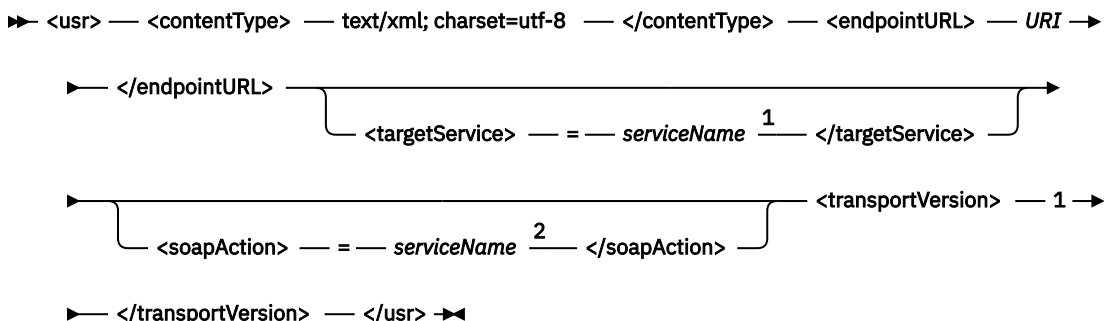 <usr> <contentType> text/xml; charset=utf-8 </contentType> <endpointURL> URI
</endpointURL>
<targetService> = serviceName 1 </targetService>
<transportVersion> 1
<soapAction> = serviceName 2 </soapAction>
</transportVersion> </usr>